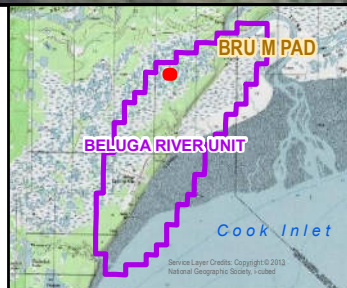 BRU M PAD
BELUGA RIVER UNIT
Cook Inlet
Service Layer Credits: Copyright:© 2013
National Geographic Society, i-cubed